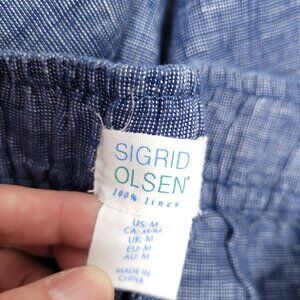 SIGRID
OLSEN®
100% linen
US: M
CA: M/M
UK: M
EU: M
AU: M
MADE IN
CHINA